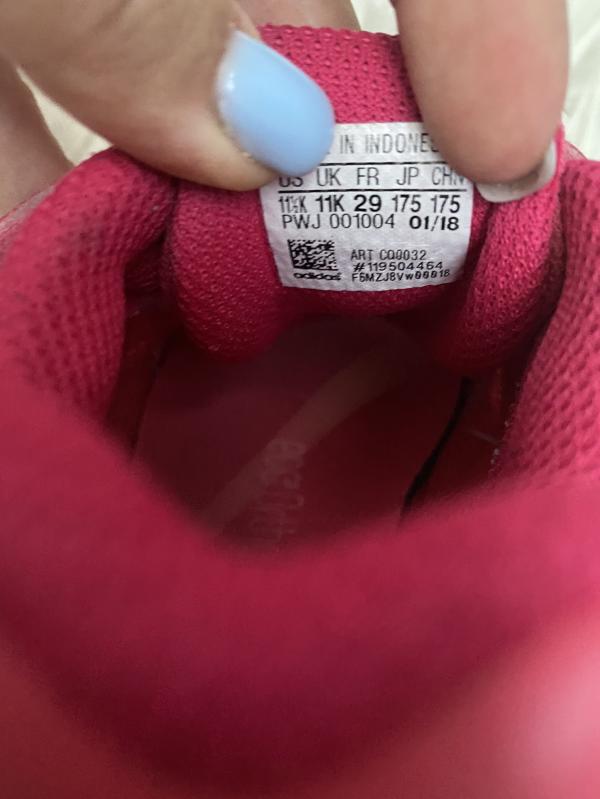 IN INDONES
US UK FR JP CHN
11½K 11K 29 175 175
PWJ 001004 01/18
ART CQ0032
#119504464
adidas F6MZJ8Vw00018